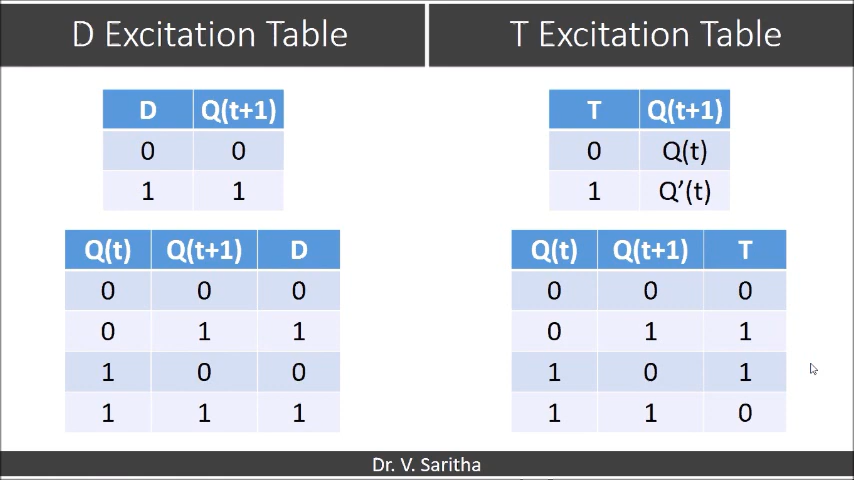 D Excitation Table
D Q(t+1)
0 0
1 1
Q(t) Q(t+1) D
0 0 0
0 1 1
1 0 0
1 1 1
T Excitation Table
T Q(t+1)
0 Q(t)
1 Q’(t)
Q(t) Q(t+1) T
0 0 0
0 1 1
1 0 1
1 1 0
Dr. V. Saritha